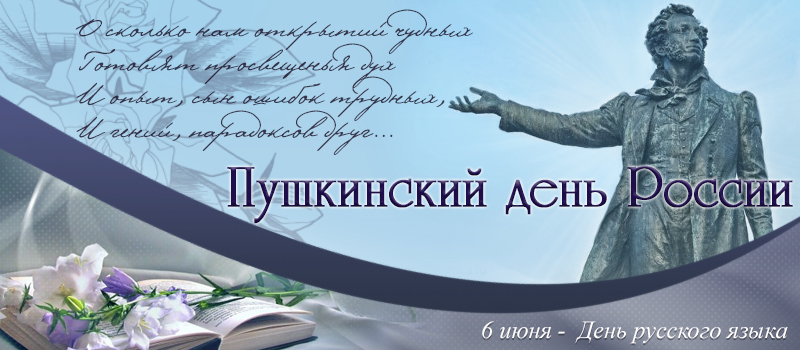 О сколько нам открытий чудных
Готовят просвещенья дух
И опыт, сын ошибок трудных,
И гений, парадоксов друг...
Пушкинский день России
6 июня - День русского языка